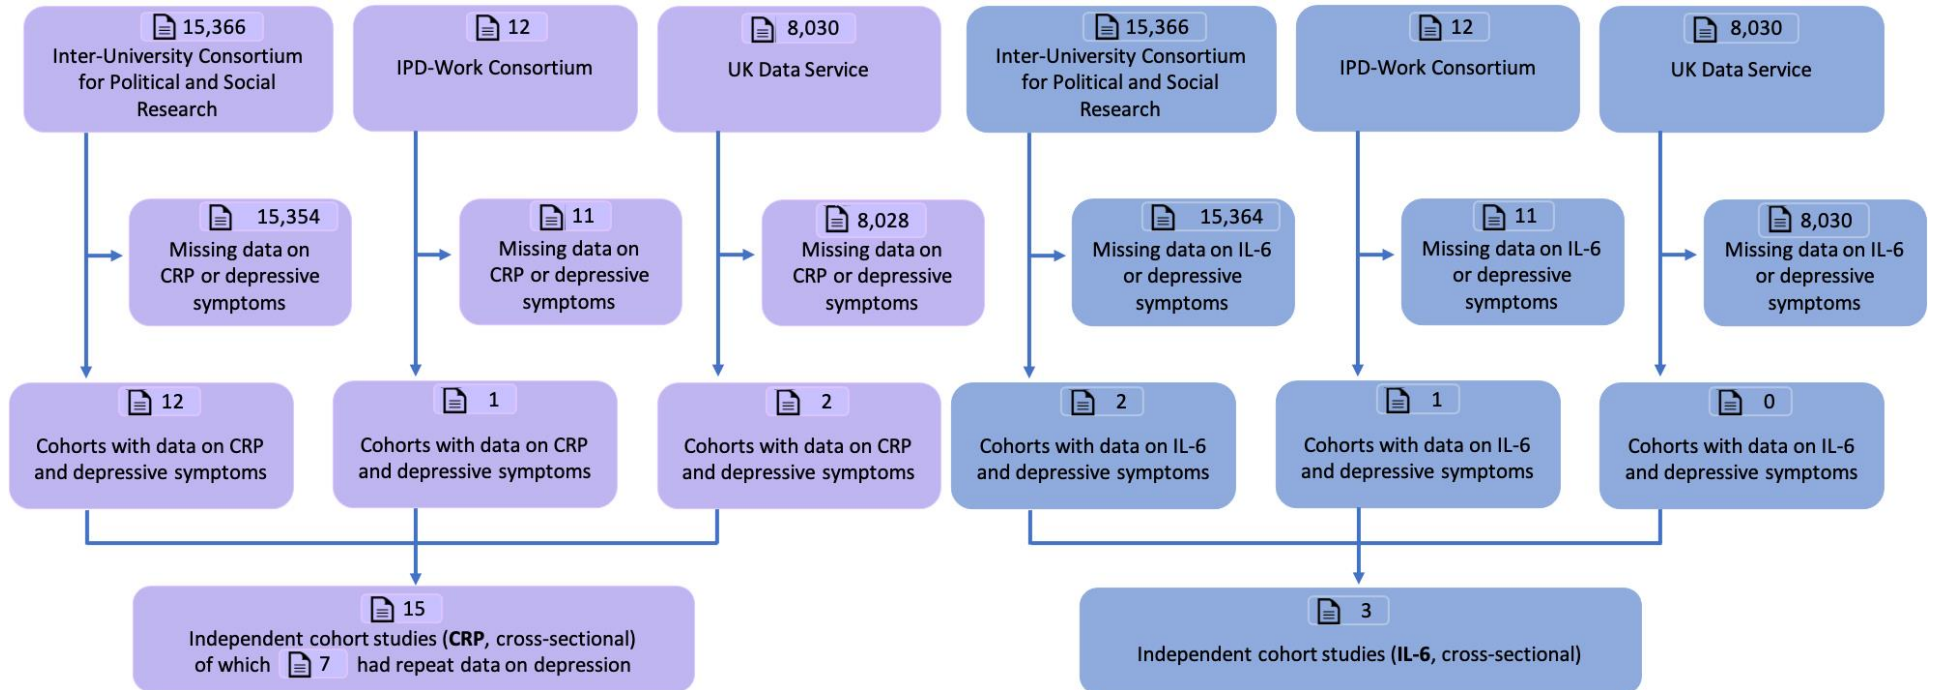 15,366
Inter-University Consortium
for Political and Social
Research
12
IPD-Work Consortium
8,030
UK Data Service
15,366
Inter-University Consortium
for Political and Social
Research
12
IPD-Work Consortium
8,030
UK Data Service
15,354
Missing data on
CRP or depressive
symptoms
11
Missing data on
CRP or depressive
symptoms
8,028
Missing data on
CRP or depressive
symptoms
15,364
Missing data on IL-6
or depressive
symptoms
11
Missing data on IL-6
or depressive
symptoms
8,030
Missing data on IL-6
or depressive
symptoms
12
Cohorts with data on CRP
and depressive symptoms
1
Cohorts with data on CRP
and depressive symptoms
2
Cohorts with data on CRP
and depressive symptoms
2
Cohorts with data on IL-6
and depressive symptoms
1
Cohorts with data on IL-6
and depressive symptoms
0
Cohorts with data on IL-6
and depressive symptoms
15
Independent cohort studies (CRP, cross-sectional)
of which 7 had repeat data on depression
3
Independent cohort studies (IL-6, cross-sectional)